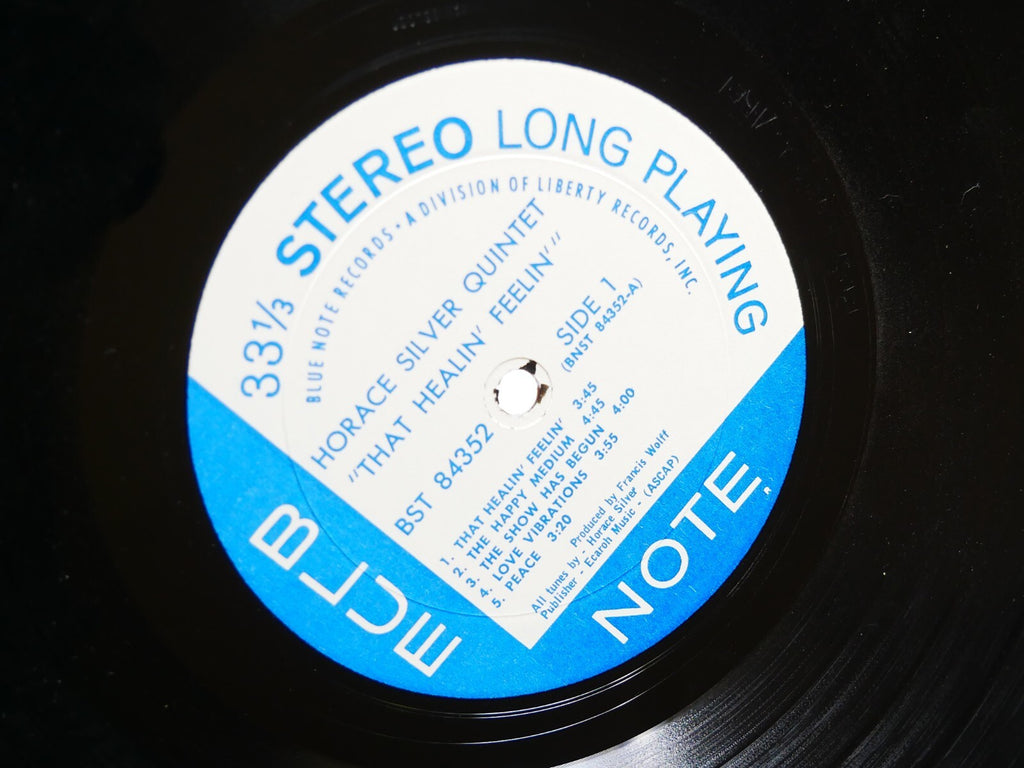 33⅓ STEREO LONG PLAYING
BLUE NOTE RECORDS • A DIVISION OF LIBERTY RECORDS, INC.
HORACE SILVER QUINTET
"THAT HEALIN' FEELIN'"
SIDE 1
(BNST 84352-A)
BST 84352
1. THAT HEALIN' FEELIN' 3:45
2. THE HAPPY MEDIUM 4:45
3. THE SHOW HAS BEGUN 4:00
4. LOVE VIBRATIONS 3:55
5. PEACE 3:20
Produced by Francis Wolff
All tunes by - Horace Silver
Publisher - Ecaroh Music - (ASCAP)
BLUE
NOTE